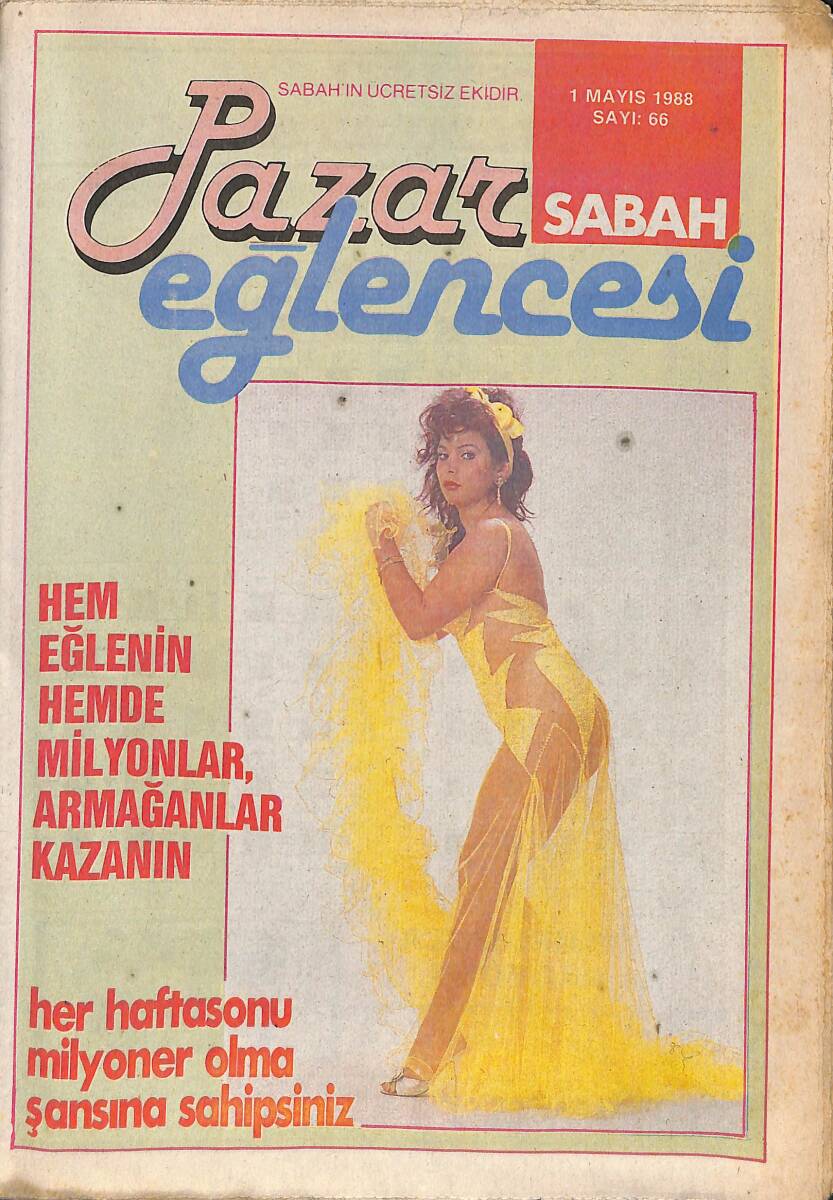 SABAH'IN ÜCRETSİZ EKİDİR.
1 MAYIS 1988
SAYI: 66
Pazar
SABAH
eğlencesi
HEM
EĞLENİN
HEMDE
MİLYONLAR,
ARMAĞANLAR
KAZANIN
her haftasonu
milyoner olma
şansına sahipsiniz